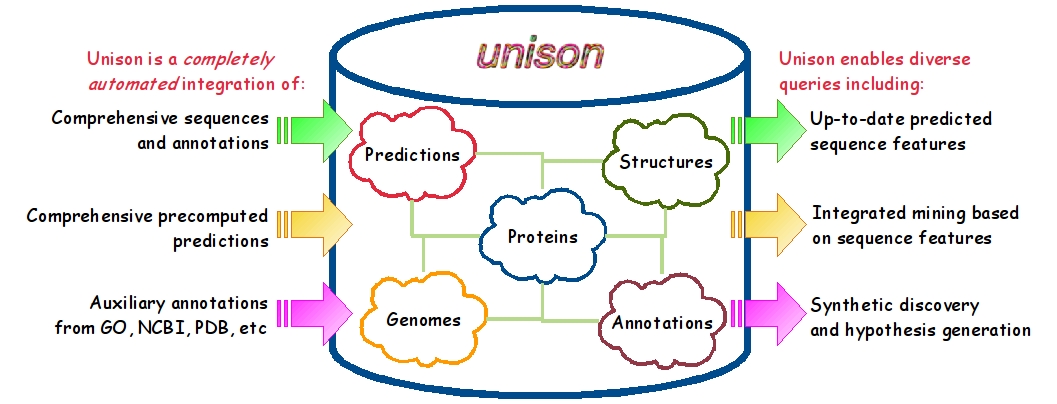 unison
Unison is a completely
automated integration of:
Comprehensive sequences
and annotations
Comprehensive precomputed
predictions
Auxiliary annotations
from GO, NCBI, PDB, etc
Predictions
Structures
Proteins
Genomes
Annotations
Unison enables diverse
queries including:
Up-to-date predicted
sequence features
Integrated mining based
on sequence features
Synthetic discovery
and hypothesis generation